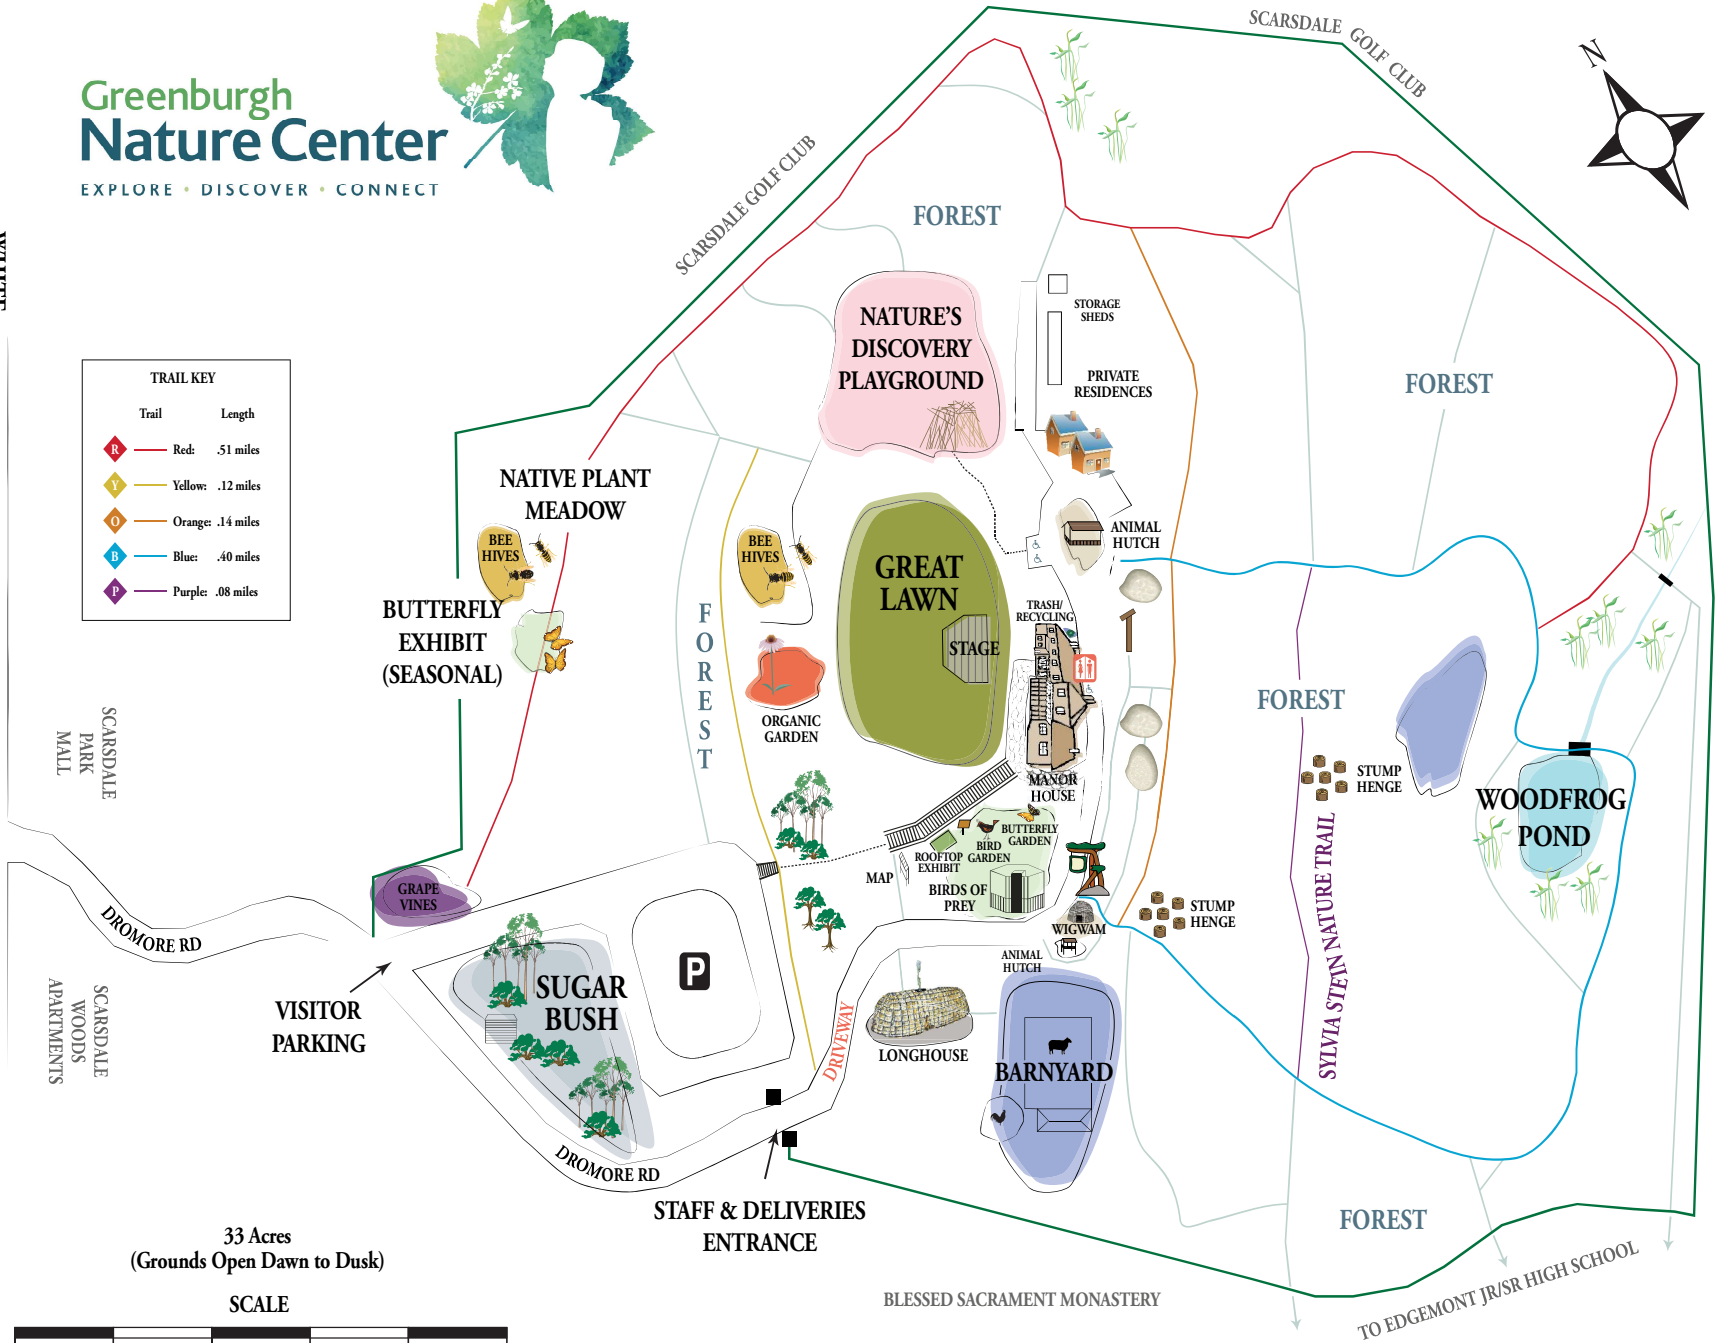 Greenburgh
Nature Center
EXPLORE • DISCOVER • CONNECT
SCARSDALE GOLF CLUB
SCARSDALE GOLF CLUB
N
FOREST
TRAIL KEY
Trail Length
R Red: .51 miles
Y Yellow: .12 miles
O Orange: .14 miles
B Blue: .40 miles
P Purple: .08 miles
NATURE'S
DISCOVERY
PLAYGROUND
STORAGE
SHEDS
PRIVATE
RESIDENCES
FOREST
NATIVE PLANT
MEADOW
BEE
HIVES
BEE
HIVES
ANIMAL
HUTCH
GREAT
LAWN
STAGE
BUTTERFLY
EXHIBIT
(SEASONAL)
FOREST
TRASH/
RECYCLING
ORGANIC
GARDEN
FOREST
SCARSDALE
PARK
MALL
MANOR
HOUSE
STUMP
HENGE
WOODFROG
POND
BUTTERFLY
GARDEN
BIRD
GARDEN
ROOFTOP
EXHIBIT
MAP
BIRDS OF
PREY
GRAPE
VINES
DROMORE RD
WIGWAM
STUMP
HENGE
SYLVIA STEIN NATURE TRAIL
ANIMAL
HUTCH
P
SUGAR
BUSH
VISITOR
PARKING
SCARSDALE
WOODS
APARTMENTS
DRIVEWAY
LONGHOUSE
BARNYARD
DROMORE RD
STAFF & DELIVERIES
ENTRANCE
FOREST
33 Acres
(Grounds Open Dawn to Dusk)
SCALE
BLESSED SACRAMENT MONASTERY
TO EDGEMONT JR/SR HIGH SCHOOL